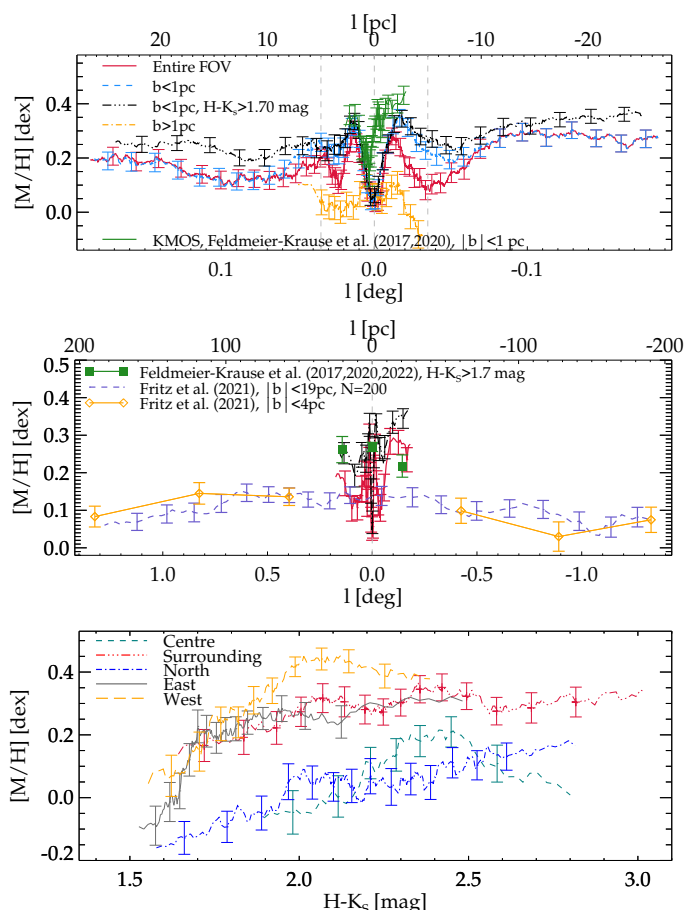 l [pc]
20 10 0 -10 -20
Entire FOV
b<1pc
b<1pc, H-K_S>1.70 mag
b>1pc
0.4
0.2
0.0
[M/H] [dex]
KMOS, Feldmeier-Krause et al. (2017,2020), |b|<1 pc
0.1 0.0 -0.1
l [deg]
l [pc]
200 100 0 -100 -200
Feldmeier-Krause et al. (2017,2020,2022), H-K_S>1.7 mag
Fritz et al. (2021), |b|<19pc, N=200
Fritz et al. (2021), |b|<4pc
0.5
0.4
0.3
0.2
0.1
0.0
[M/H] [dex]
1.0 0.5 0.0 -0.5 -1.0
l [deg]
Centre
Surrounding
North
East
West
0.4
0.2
0.0
-0.2
[M/H] [dex]
1.5 2.0 2.5 3.0
H-K_S [mag]